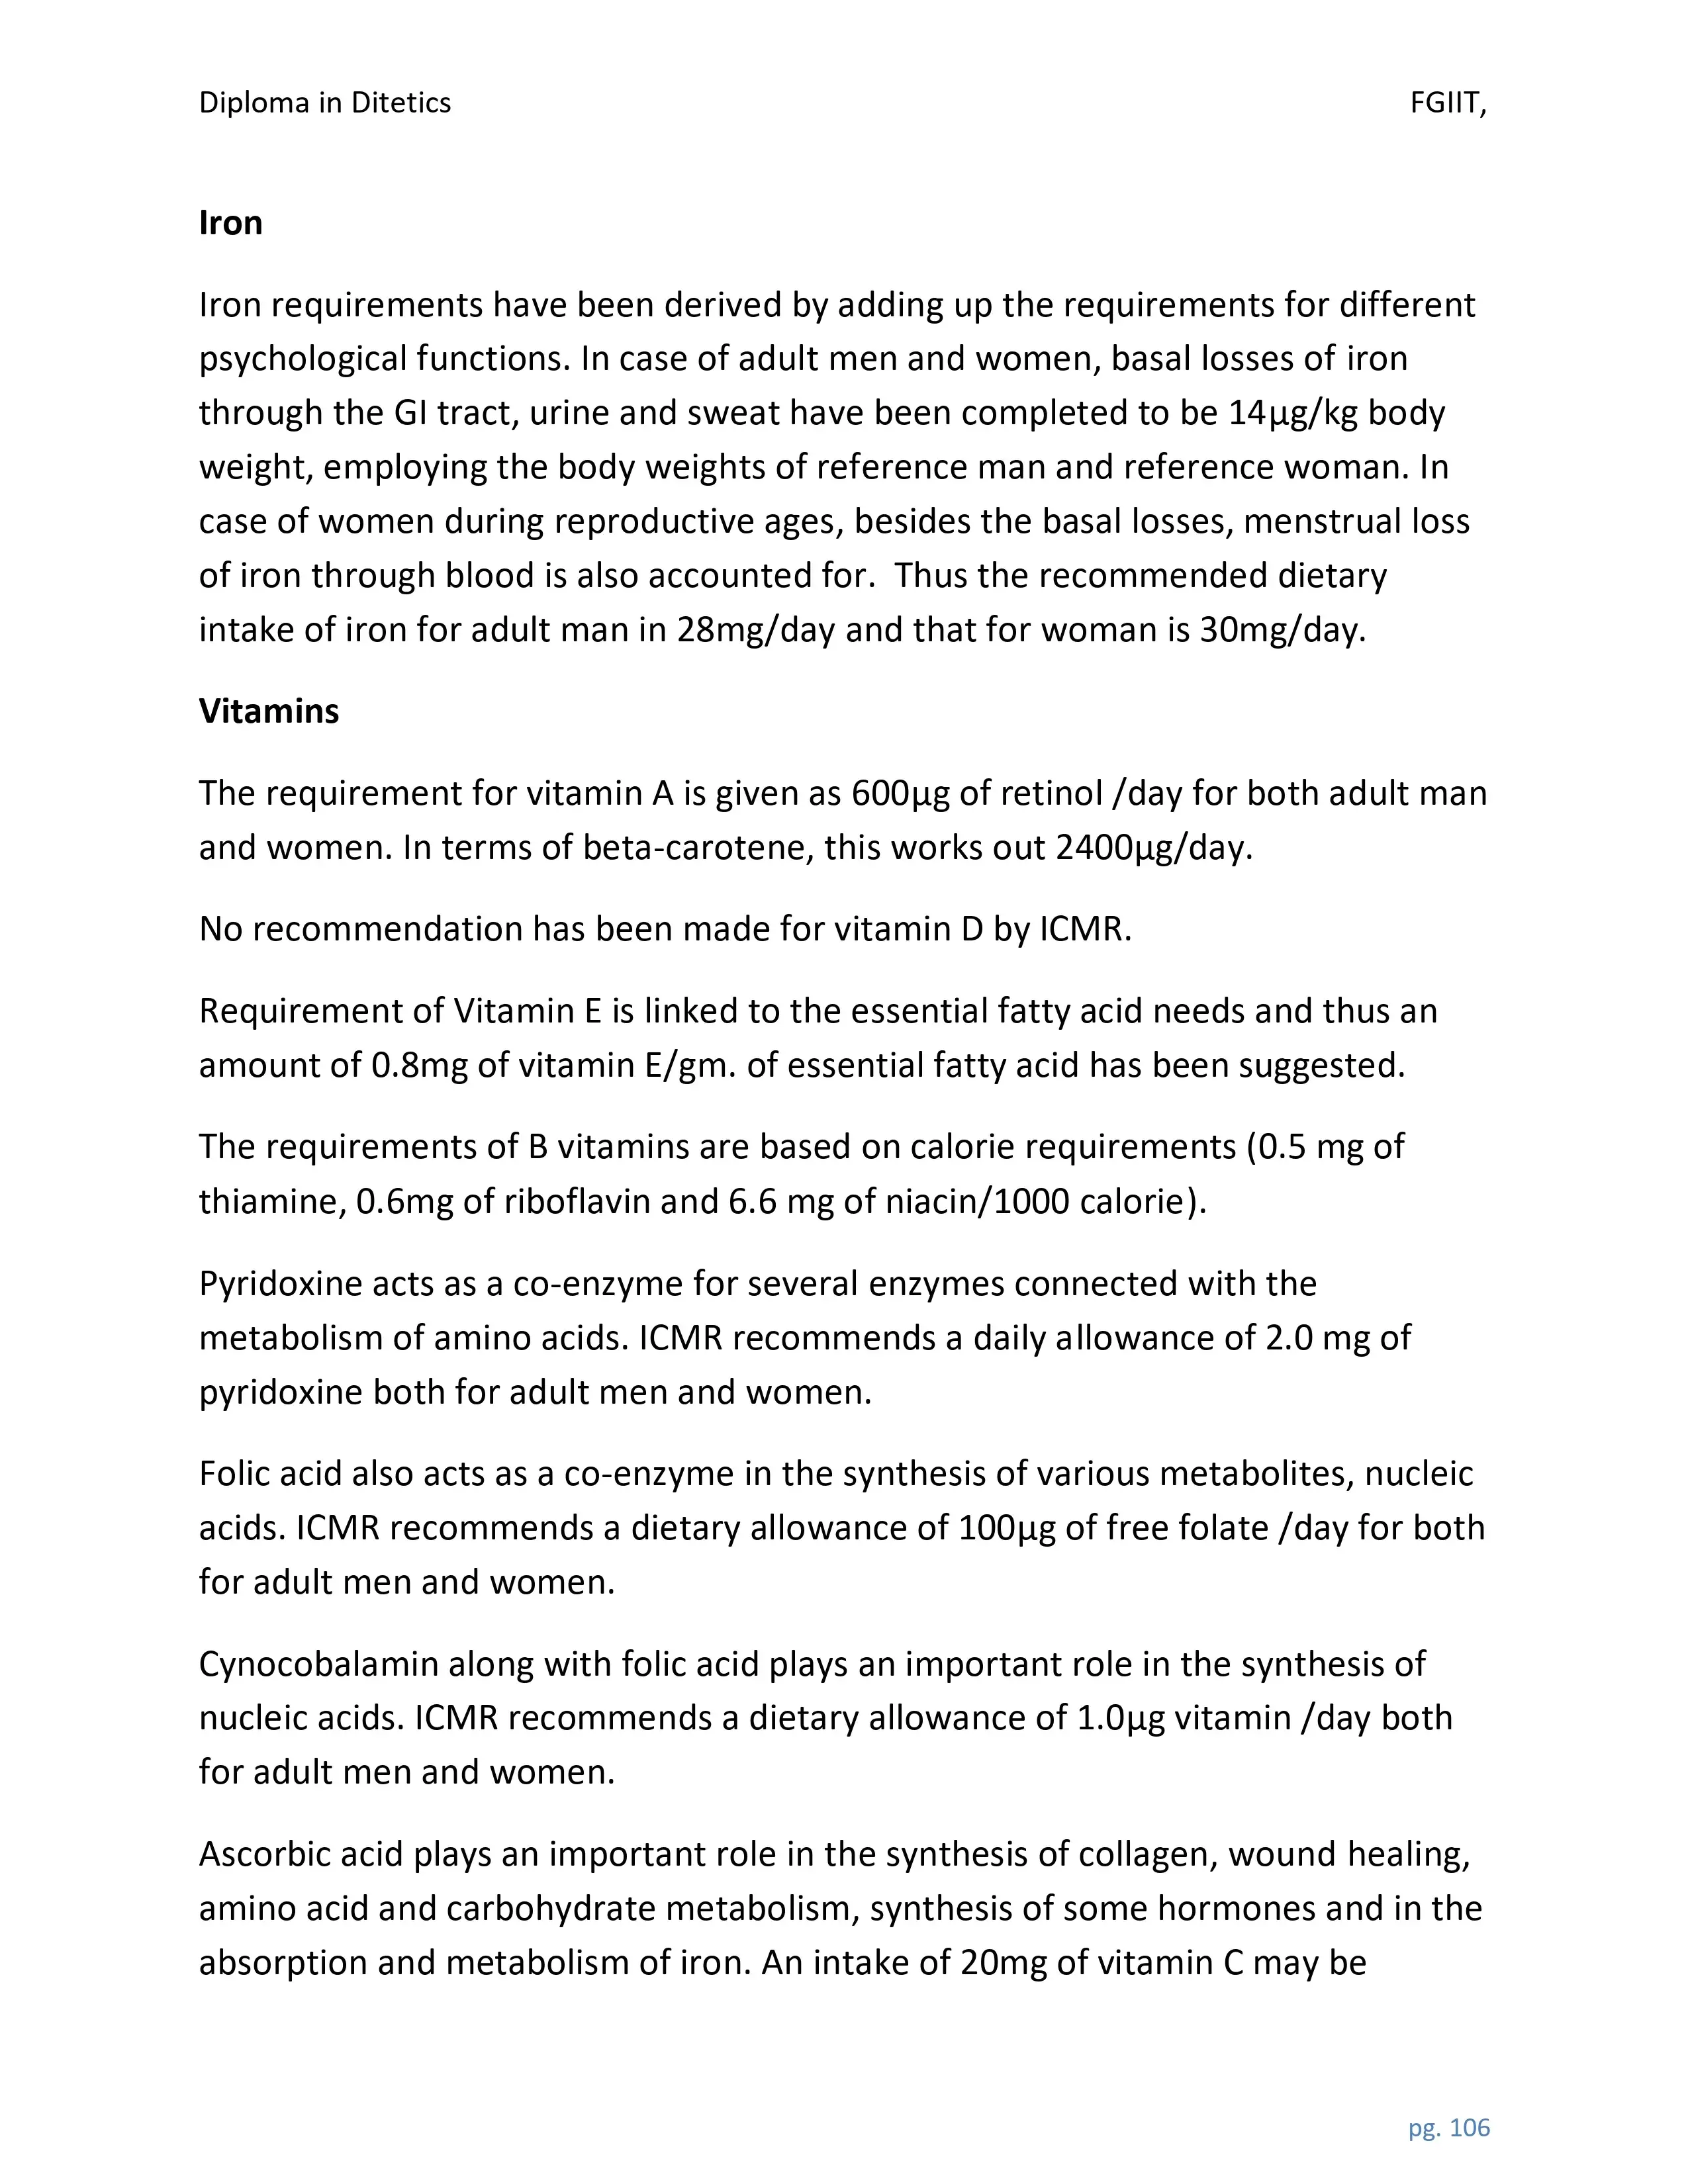 Diploma in Ditetics FGIIT,
Iron
Iron requirements have been derived by adding up the requirements for different
psychological functions. In case of adult men and women, basal losses of iron
through the GI tract, urine and sweat have been completed to be 14µg/kg body
weight, employing the body weights of reference man and reference woman. In
case of women during reproductive ages, besides the basal losses, menstrual loss
of iron through blood is also accounted for.  Thus the recommended dietary
intake of iron for adult man in 28mg/day and that for woman is 30mg/day.
Vitamins
The requirement for vitamin A is given as 600µg of retinol /day for both adult man
and women. In terms of beta-carotene, this works out 2400µg/day.
No recommendation has been made for vitamin D by ICMR.
Requirement of Vitamin E is linked to the essential fatty acid needs and thus an
amount of 0.8mg of vitamin E/gm. of essential fatty acid has been suggested.
The requirements of B vitamins are based on calorie requirements (0.5 mg of
thiamine, 0.6mg of riboflavin and 6.6 mg of niacin/1000 calorie).
Pyridoxine acts as a co-enzyme for several enzymes connected with the
metabolism of amino acids. ICMR recommends a daily allowance of 2.0 mg of
pyridoxine both for adult men and women.
Folic acid also acts as a co-enzyme in the synthesis of various metabolites, nucleic
acids. ICMR recommends a dietary allowance of 100µg of free folate /day for both
for adult men and women.
Cynocobalamin along with folic acid plays an important role in the synthesis of
nucleic acids. ICMR recommends a dietary allowance of 1.0µg vitamin /day both
for adult men and women.
Ascorbic acid plays an important role in the synthesis of collagen, wound healing,
amino acid and carbohydrate metabolism, synthesis of some hormones and in the
absorption and metabolism of iron. An intake of 20mg of vitamin C may be
pg. 106